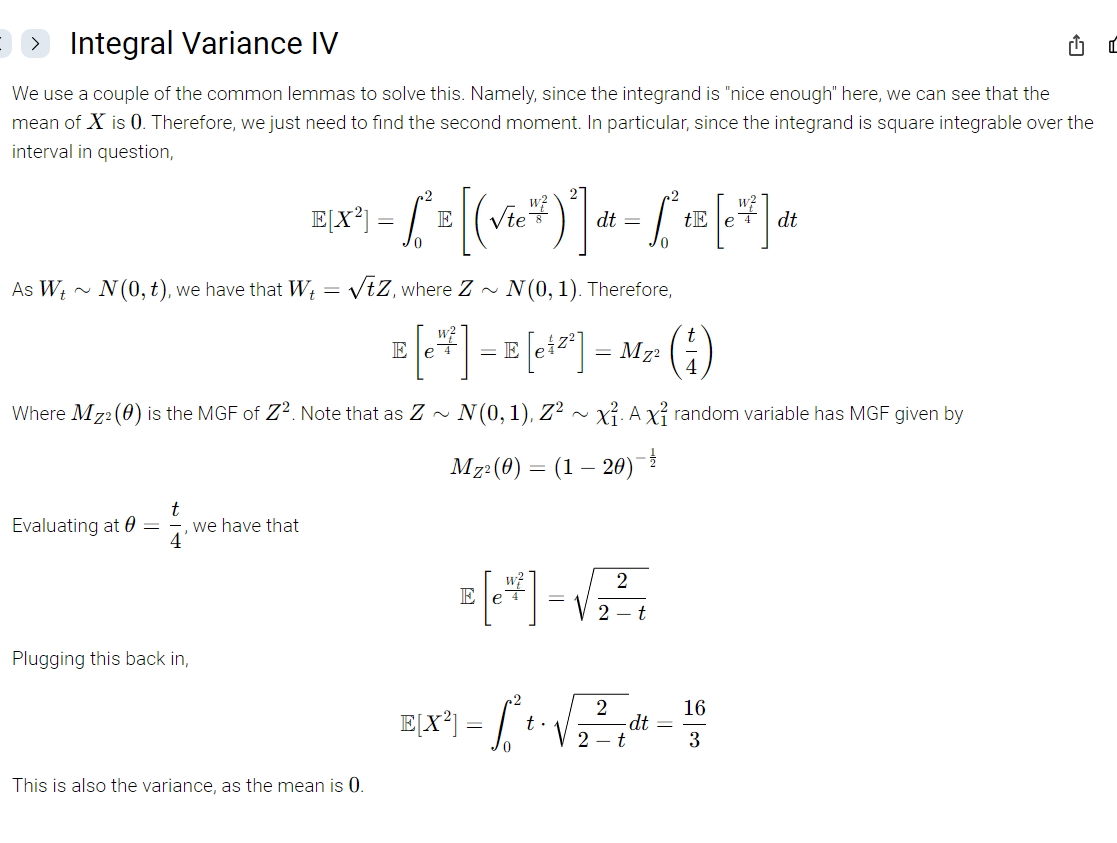 Integral Variance IV
We use a couple of the common lemmas to solve this. Namely, since the integrand is "nice enough" here, we can see that the
mean of X is 0. Therefore, we just need to find the second moment. In particular, since the integrand is square integrable over the
interval in question,
$\mathbb{E}[X^2] = \int_0^2 \mathbb{E}\left[\left(\sqrt{t}e^{\frac{W_t^2}{8}}\right)^2\right] dt = \int_0^2 t\mathbb{E}\left[e^{\frac{W_t^2}{4}}\right] dt$
As $W_t \sim N(0, t)$, we have that $W_t = \sqrt{t}Z$, where $Z \sim N(0, 1)$. Therefore,
$\mathbb{E}\left[e^{\frac{W_t^2}{4}}\right] = \mathbb{E}\left[e^{\frac{t}{4}Z^2}\right] = M_{Z^2}\left(\frac{t}{4}\right)$
Where $M_{Z^2}(\theta)$ is the MGF of $Z^2$. Note that as $Z \sim N(0, 1)$, $Z^2 \sim \chi_1^2$. A $\chi_1^2$ random variable has MGF given by
$M_{Z^2}(\theta) = (1 - 2\theta)^{-\frac{1}{2}}$
Evaluating at $\theta = \frac{t}{4}$, we have that
$\mathbb{E}\left[e^{\frac{W_t^2}{4}}\right] = \sqrt{\frac{2}{2 - t}}$
Plugging this back in,
$\mathbb{E}[X^2] = \int_0^2 t \cdot \sqrt{\frac{2}{2 - t}} dt = \frac{16}{3}$
This is also the variance, as the mean is 0.